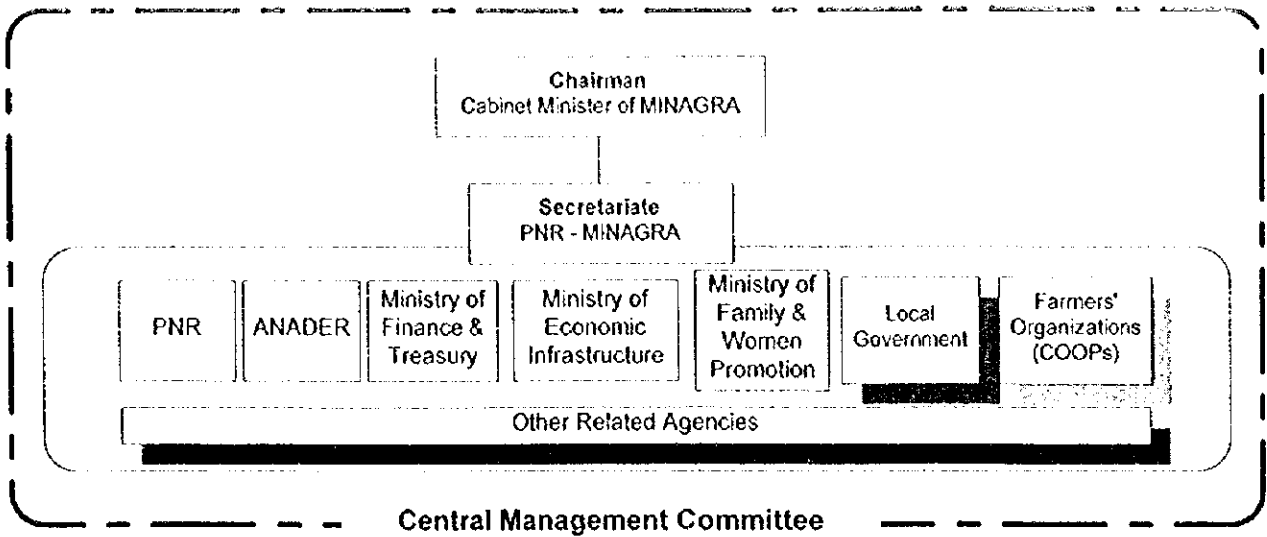 Chairman
Cabinet Minister of MINAGRA
Secretariate
PNR - MINAGRA
PNR
ANADER
Ministry of
Finance &
Treasury
Ministry of
Economic
Infrastructure
Ministry of
Family &
Women
Promotion
Local
Government
Farmers'
Organizations
(COOPs)
Other Related Agencies
Central Management Committee